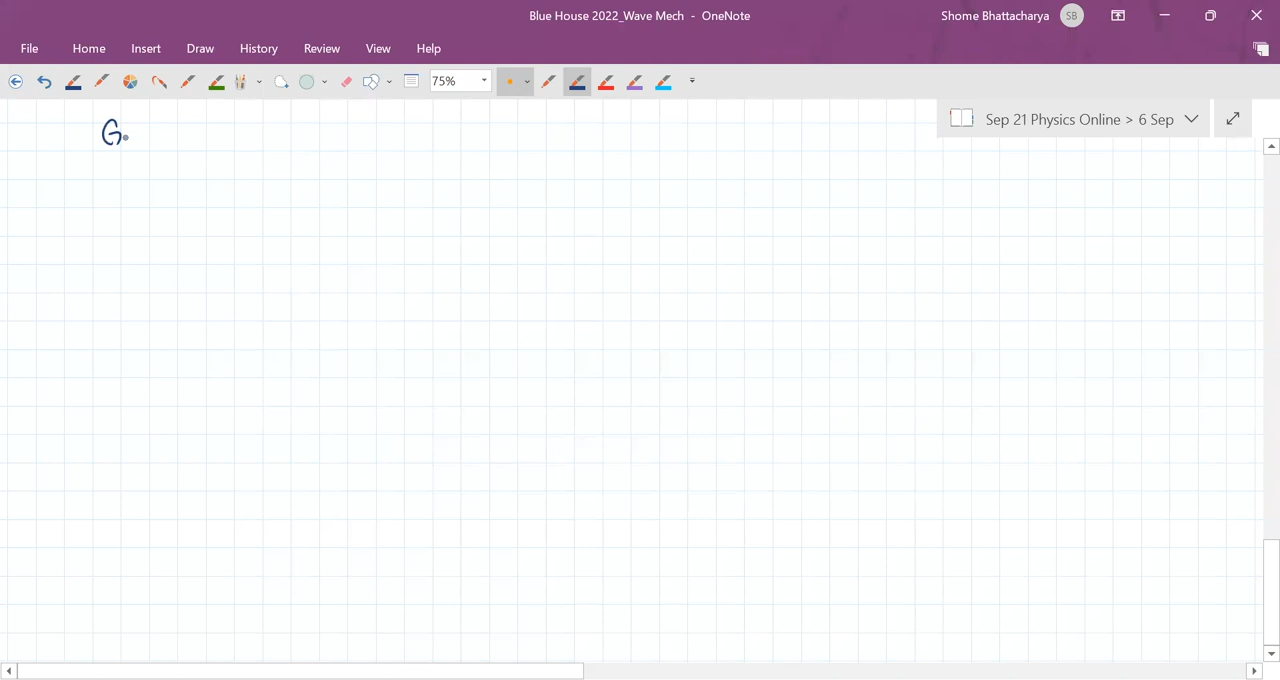 Blue House 2022_Wave Mech - OneNote
Shome Bhattacharya SB
File Home Insert Draw History Review View Help
75%
Sep 21 Physics Online > 6 Sep
G